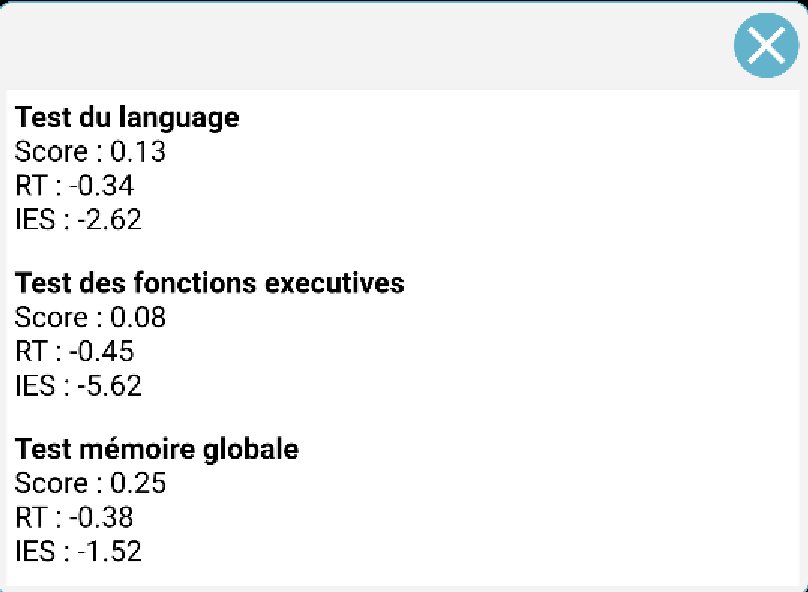 Test du language
Score : 0.13
RT : -0.34
IES : -2.62
Test des fonctions executives
Score : 0.08
RT : -0.45
IES : -5.62
Test mémoire globale
Score : 0.25
RT : -0.38
IES : -1.52